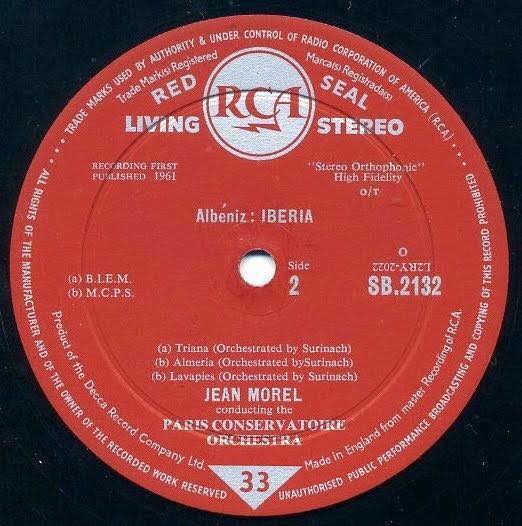 TRADE MARKS USED BY AUTHORITY & UNDER CONTROL OF RADIO CORPORATION OF AMERICA (R.C.A.)
Trade Mark(s) Registered
Marca(s) Registrada(s)
RED
SEAL
RCA
LIVING
STEREO
RECORDING FIRST
PUBLISHED 1961
"Stereo Orthophonic"
High Fidelity
O/T
Albéniz: IBERIA
Side
2
O
L2RY-2022
SB.2132
(a) B.I.E.M.
(b) M.C.P.S.
(a) Triana (Orchestrated by Surinach)
(b) Almeria (Orchestrated bySurinach)
(b) Lavapies (Orchestrated by Surinach)
JEAN MOREL
conducting the
PARIS CONSERVATOIRE
ORCHESTRA
Product of the Decca Record Company Ltd.
Made in England from master Recording of R.C.A.
33
ALL RIGHTS OF THE MANUFACTURER AND OF THE OWNER OF THE RECORDED WORK RESERVED
UNAUTHORISED PUBLIC PERFORMANCE BROADCASTING AND COPYING OF THIS RECORD PROHIBITED